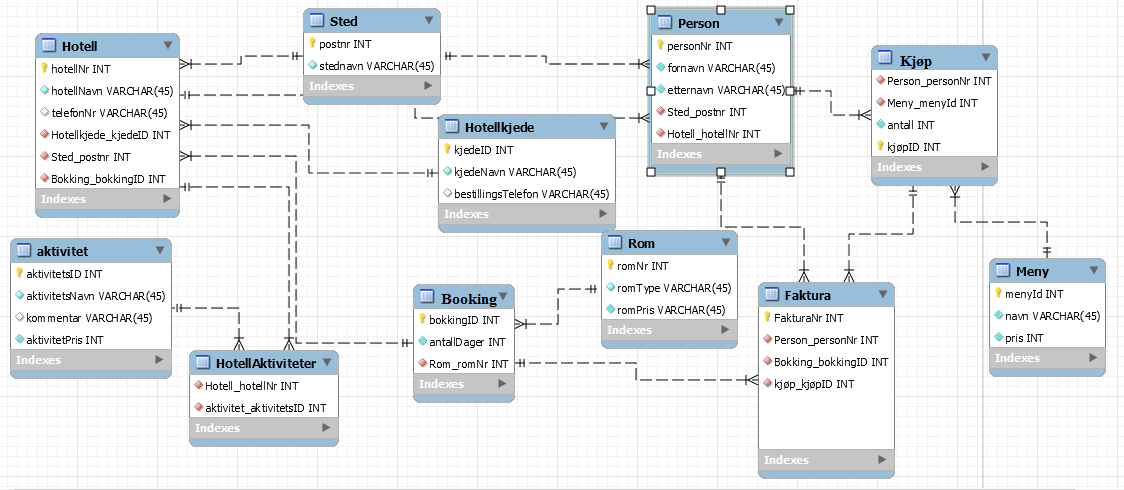 Hotell
hotellNr INT
hotellNavn VARCHAR(45)
telefonNr VARCHAR(45)
Hotellkjede_kjedeID INT
Sted_postnr INT
Bokking_bokkingID INT
Indexes
Sted
postnr INT
stednavn VARCHAR(45)
Indexes
Person
personNr INT
fornavn VARCHAR(45)
etternavn VARCHAR(45)
Sted_postnr INT
Hotell_hotellNr INT
Indexes
Kjøp
Person_personNr INT
Meny_menyId INT
antall INT
kjøpID INT
Indexes
Hotellkjede
kjedeID INT
kjedeNavn VARCHAR(45)
bestillingsTelefon VARCHAR(45)
Indexes
aktivitet
aktivitetsID INT
aktivitetsNavn VARCHAR(45)
kommentar VARCHAR(45)
aktivitetPris INT
Indexes
HotellAktiviteter
Hotell_hotellNr INT
aktivitet_aktivitetsID INT
Indexes
Booking
bokkingID INT
antallDager INT
Rom_romNr INT
Indexes
Rom
romNr INT
romType VARCHAR(45)
romPris VARCHAR(45)
Indexes
Faktura
FakturaNr INT
Person_personNr INT
Bokking_bokkingID INT
kjøp_kjøpID INT
Indexes
Meny
menyId INT
navn VARCHAR(45)
pris INT
Indexes